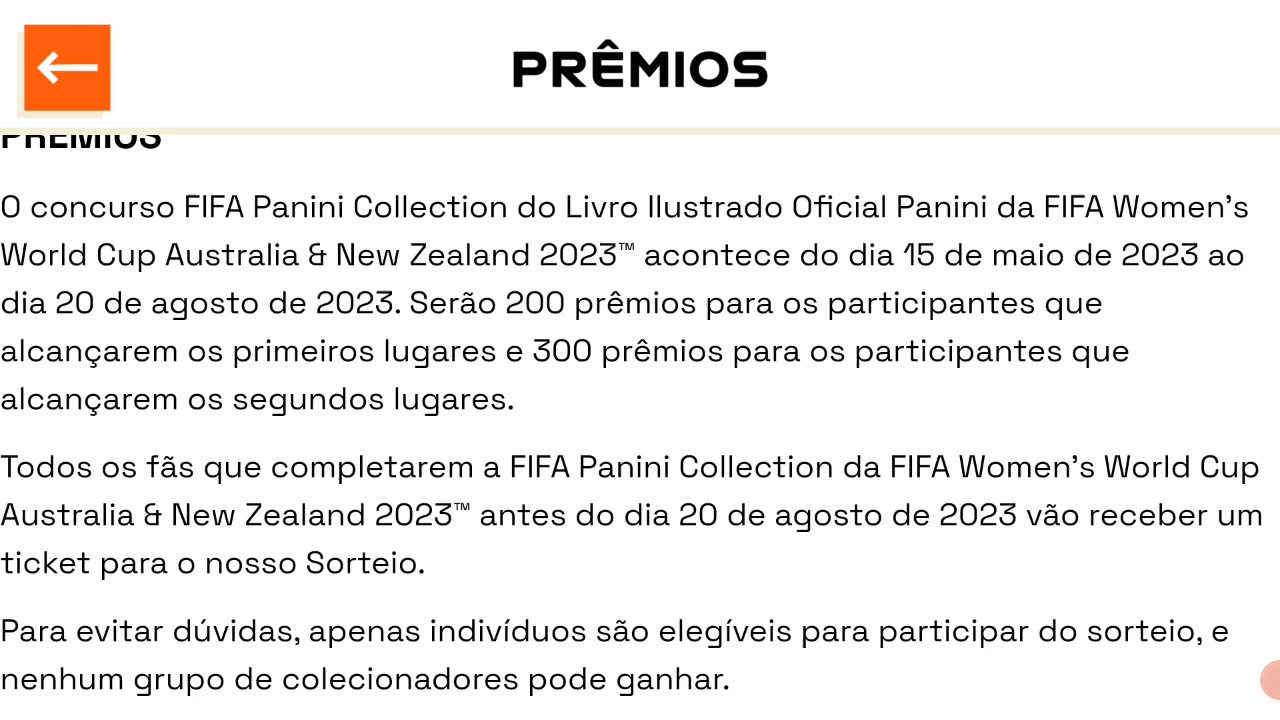 PRÊMIOS
PRÊMIOS
O concurso FIFA Panini Collection do Livro Ilustrado Oficial Panini da FIFA Women's
World Cup Australia & New Zealand 2023™ acontece do dia 15 de maio de 2023 ao
dia 20 de agosto de 2023. Serão 200 prêmios para os participantes que
alcançarem os primeiros lugares e 300 prêmios para os participantes que
alcançarem os segundos lugares.
Todos os fãs que completarem a FIFA Panini Collection da FIFA Women's World Cup
Australia & New Zealand 2023™ antes do dia 20 de agosto de 2023 vão receber um
ticket para o nosso Sorteio.
Para evitar dúvidas, apenas indivíduos são elegíveis para participar do sorteio, e
nenhum grupo de colecionadores pode ganhar.